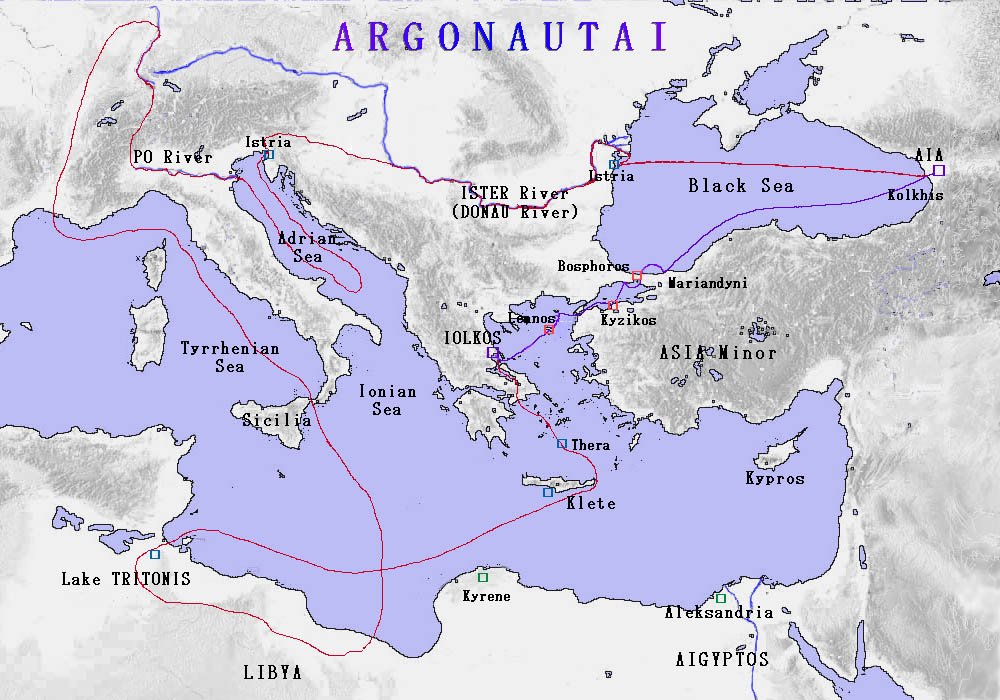 ARGONAUTAI
Istria
PO River
AIA
Istria
Black Sea
ISTER River
(DONAU River)
Kolkhis
Adrian
Sea
Bosphoros
Mariandyni
Lemnos
Kyzikos
IOLKOS
Tyrrhenian
Sea
ASIA Minor
Ionian
Sea
Sicilia
Thera
Kypros
Klete
Lake TRITONIS
Kyrene
Aleksandria
AIGYPTOS
LIBYA